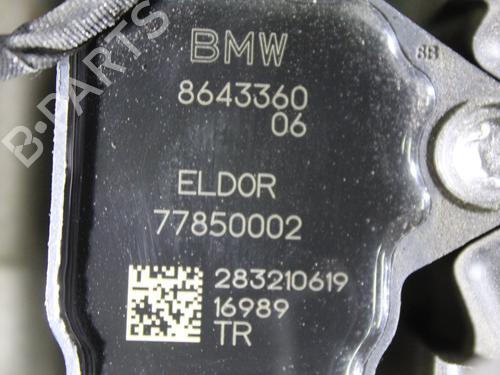 BMW
8643360
06
ELDOR
77850002
283210619
16989
TR
B-PARTS